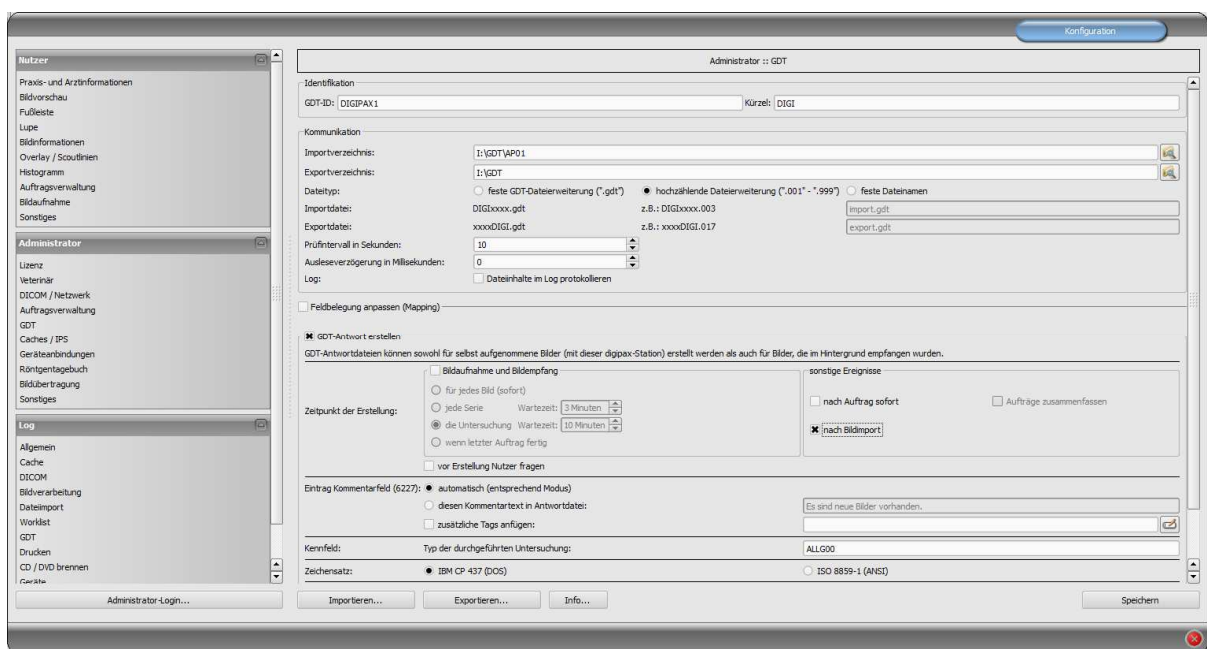 Konfiguration
Nutzer
Praxis- und Arztinformationen
Bildvorschau
Fußleiste
Lupe
Bildinformationen
Overlay / Scoutlinien
Histogramm
Auftragsverwaltung
Bildaufnahme
Sonstiges
Administrator
Lizenz
Veterinär
DICOM / Netzwerk
Auftragsverwaltung
GDT
Caches / IPS
Geräteanbindungen
Röntgentagebuch
Bildübertragung
Sonstiges
Log
Allgemein
Cache
DICOM
Bildverarbeitung
Dateiimport
Worklist
GDT
Drucken
CD / DVD brennen
Geräte
Administrator-Login...
Administrator :: GDT
Identifikation
GDT-ID: DIGIPAX1 Kürzel: DIGI
Kommunikation
Importverzeichnis: I:\GDT\AP01
Exportverzeichnis: I:\GDT
Dateityp: feste GDT-Dateierweiterung (".gdt") hochzählende Dateierweiterung (".001" - ".999") feste Dateinamen
Importdatei: DIGIxxxx.gdt z.B.: DIGIxxxx.003 import.gdt
Exportdatei: xxxxDIGI.gdt z.B.: xxxxDIGI.017 export.gdt
Prüfintervall in Sekunden: 10
Ausleseverzögerung in Millisekunden: 0
Log: Dateiinhalte im Log protokollieren
Feldbelegung anpassen (Mapping)
GDT-Antwort erstellen
GDT-Antwortdateien können sowohl für selbst aufgenommene Bilder (mit dieser digipax-Station) erstellt werden als auch für Bilder, die im Hintergrund empfangen wurden.
Zeitpunkt der Erstellung:
Bildaufnahme und Bildempfang
für jedes Bild (sofort)
jede Serie Wartezeit: 3 Minuten
die Untersuchung Wartezeit: 10 Minuten
wenn letzter Auftrag fertig
sonstige Ereignisse
nach Auftrag sofort Aufträge zusammenfassen
nach Bildimport
vor Erstellung Nutzer fragen
Eintrag Kommentarfeld (6227): automatisch (entsprechend Modus)
diesen Kommentartext in Antwortdatei: Es sind neue Bilder vorhanden.
zusätzliche Tags anfügen:
Kennfeld: Typ der durchgeführten Untersuchung: ALLG00
Zeichensatz: IBM CP 437 (DOS) ISO 8859-1 (ANSI)
Importieren... Exportieren... Info... Speichern